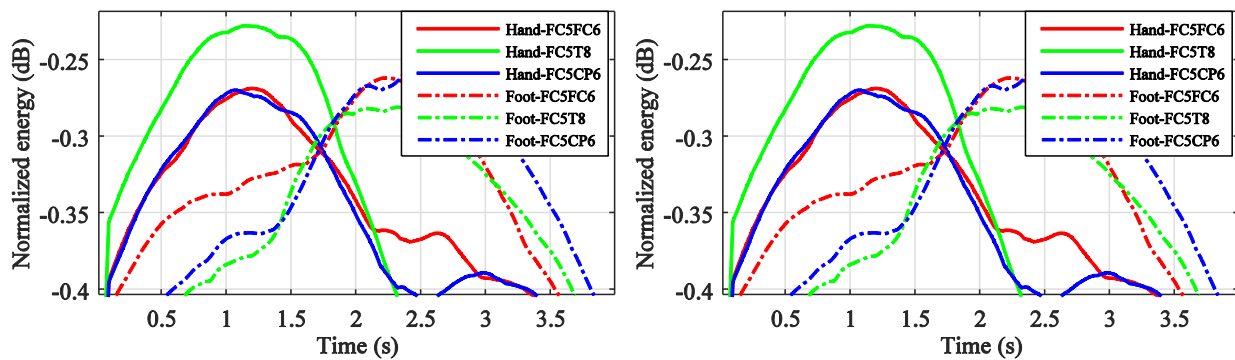 Hand-FC5FC6
Hand-FC5T8
Hand-FC5CP6
Foot-FC5FC6
Foot-FC5T8
Foot-FC5CP6
Normalized energy (dB)
-0.25
-0.3
-0.35
-0.4
0.5 1 1.5 2 2.5 3 3.5
Time (s)
Hand-FC5FC6
Hand-FC5T8
Hand-FC5CP6
Foot-FC5FC6
Foot-FC5T8
Foot-FC5CP6
Normalized energy (dB)
-0.25
-0.3
-0.35
-0.4
0.5 1 1.5 2 2.5 3 3.5
Time (s)